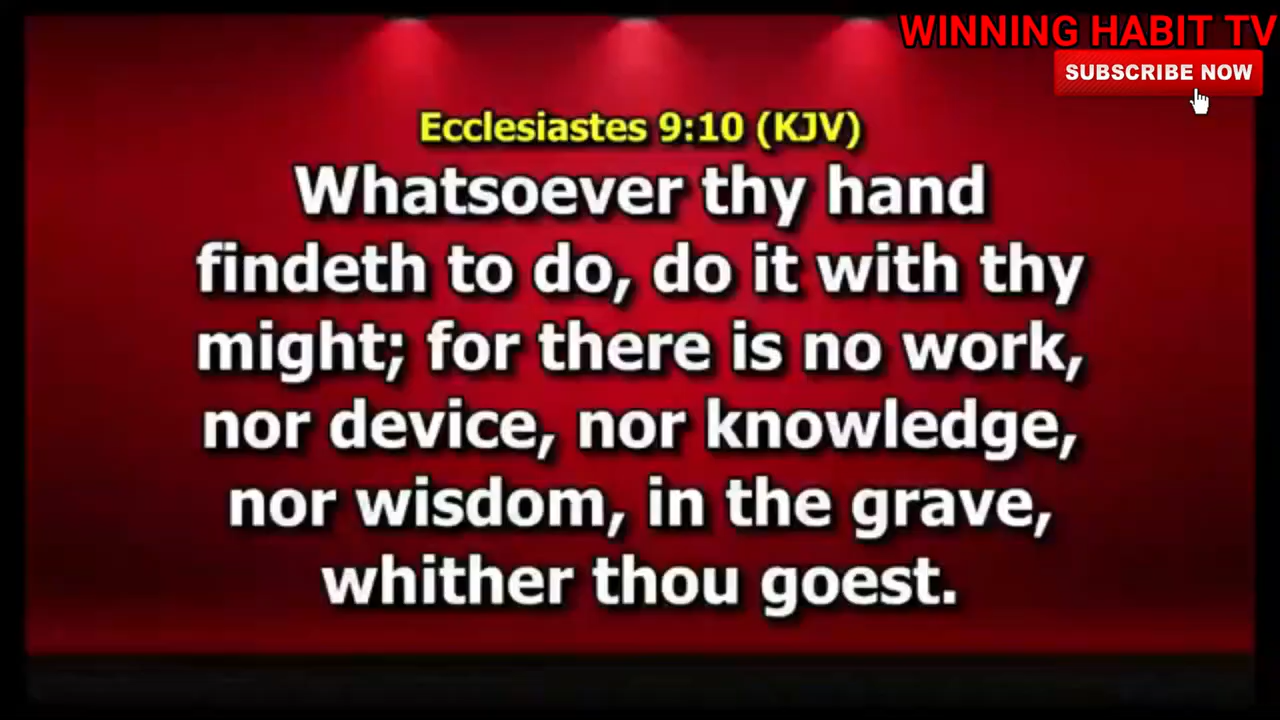 WINNING HABIT TV
SUBSCRIBE NOW
Ecclesiastes 9:10 (KJV)
Whatsoever thy hand
findeth to do, do it with thy
might; for there is no work,
nor device, nor knowledge,
nor wisdom, in the grave,
whither thou goest.